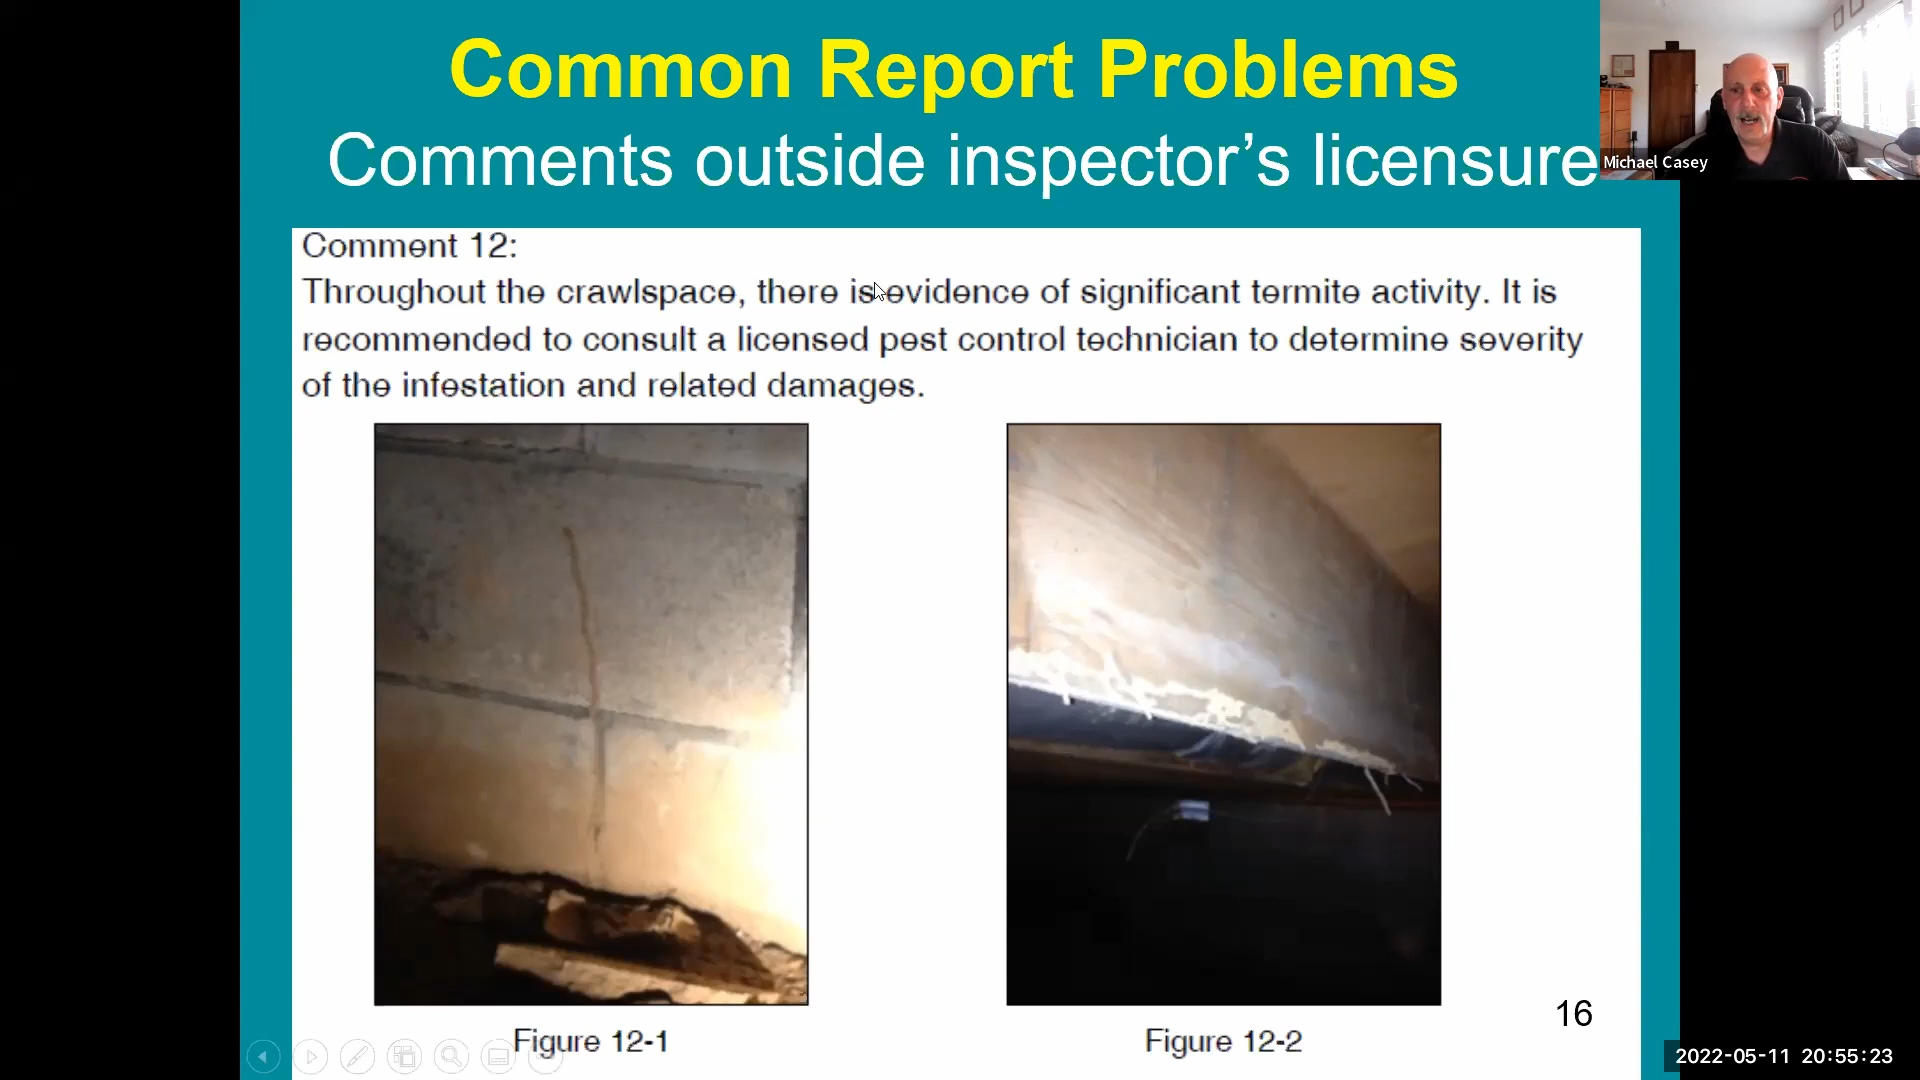 Common Report Problems
Comments outside inspector’s licensure
Michael Casey
Comment 12:
Throughout the crawlspace, there is evidence of significant termite activity. It is
recommended to consult a licensed pest control technician to determine severity
of the infestation and related damages.
Figure 12-1
Figure 12-2
16
2022-05-11 20:55:23